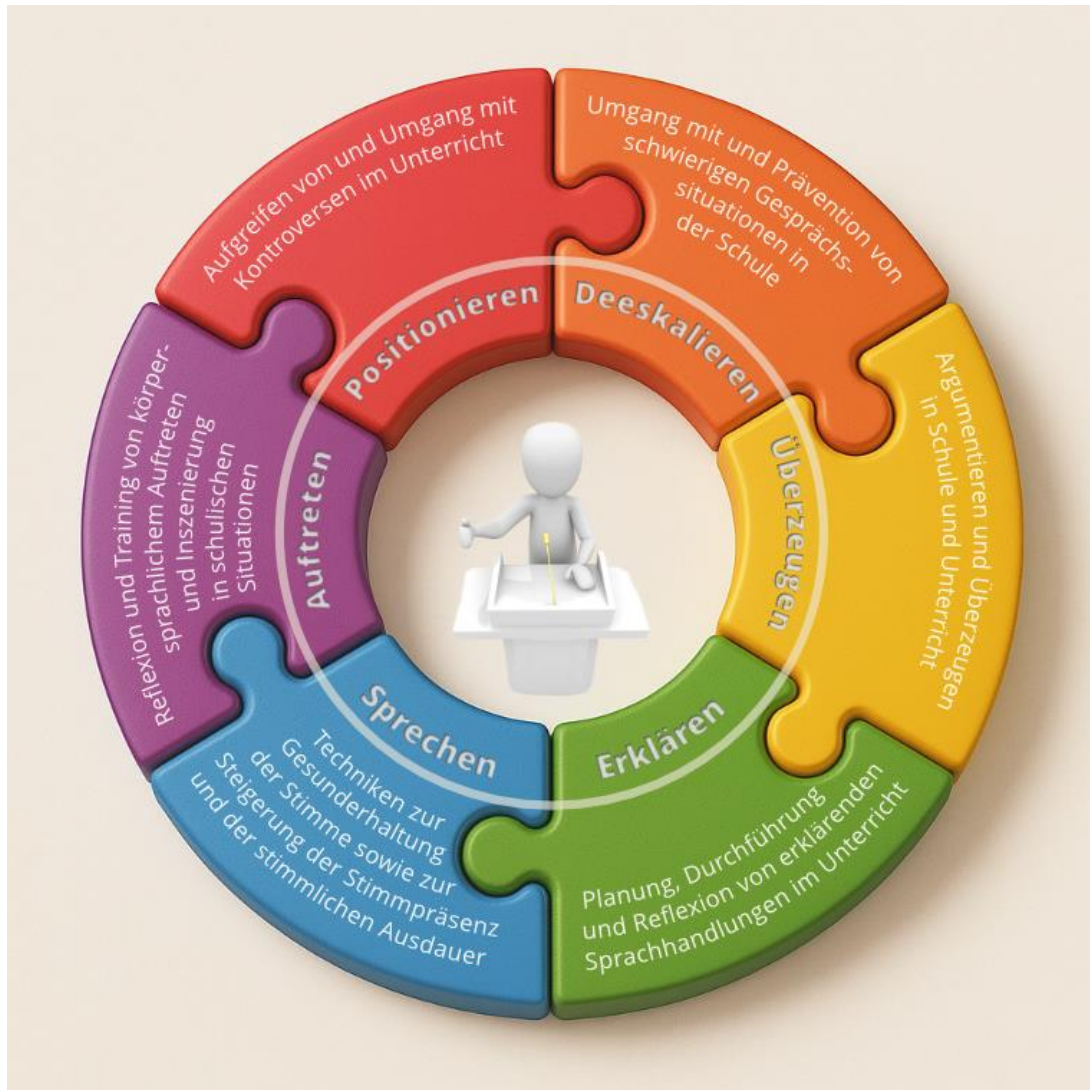 Aufgreifen von und Umgang mit
Kontroversen im Unterricht
Positionieren
Umgang mit und Prävention von
schwierigen Gesprächs-
situationen in
der Schule
Deeskalieren
Argumentieren und Überzeugen
in Schule und Unterricht
Überzeugen
Erklären
Planung, Durchführung
und Reflexion von erklärenden
Sprachhandlungen im Unterricht
Sprechen
Techniken zur
Gesunderhaltung
der Stimme sowie zur
Steigerung der Stimmpräsenz
und der stimmlichen Ausdauer
Reflexion und Training von körper-
sprachlichem Auftreten
und Inszenierung
in schulischen
Situationen
Auftreten